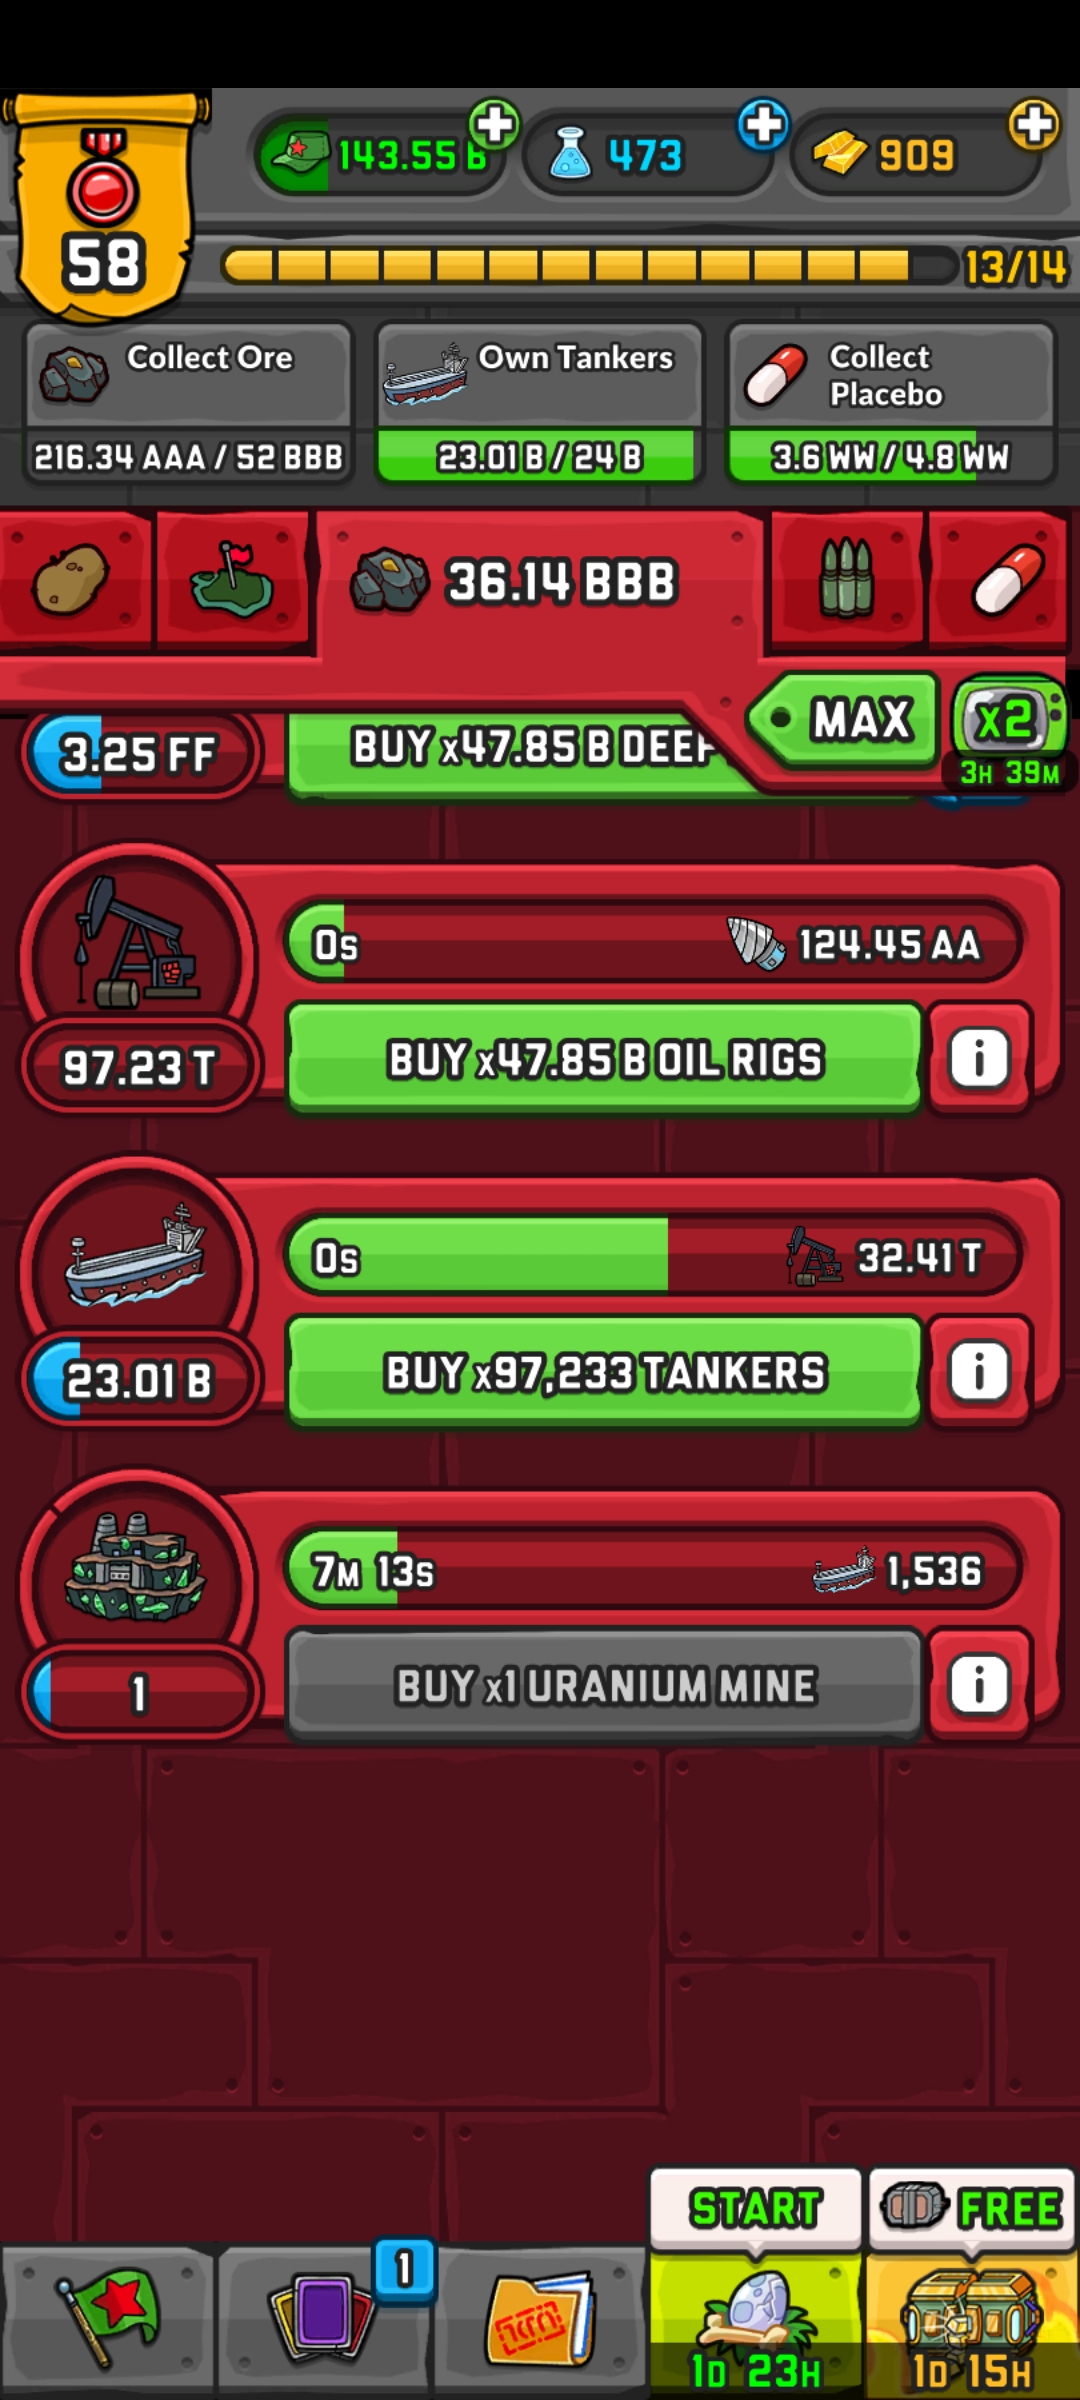 58
143.55 B
473
909
13/14
Collect Ore
216.34 AAA / 52 BBB
Own Tankers
23.01 B / 24 B
Collect
Placebo
3.6 WW / 4.8 WW
36.14 BBB
MAX
x2
3H 39M
3.25 FF
BUY x47.85 B DEEP
0s
124.45 AA
97.23 T
BUY x47.85 B OIL RIGS
i
0s
32.41 T
23.01 B
BUY x97,233 TANKERS
i
7M 13s
1,536
1
BUY x1 URANIUM MINE
i
START
FREE
1
1D 23H
1D 15H